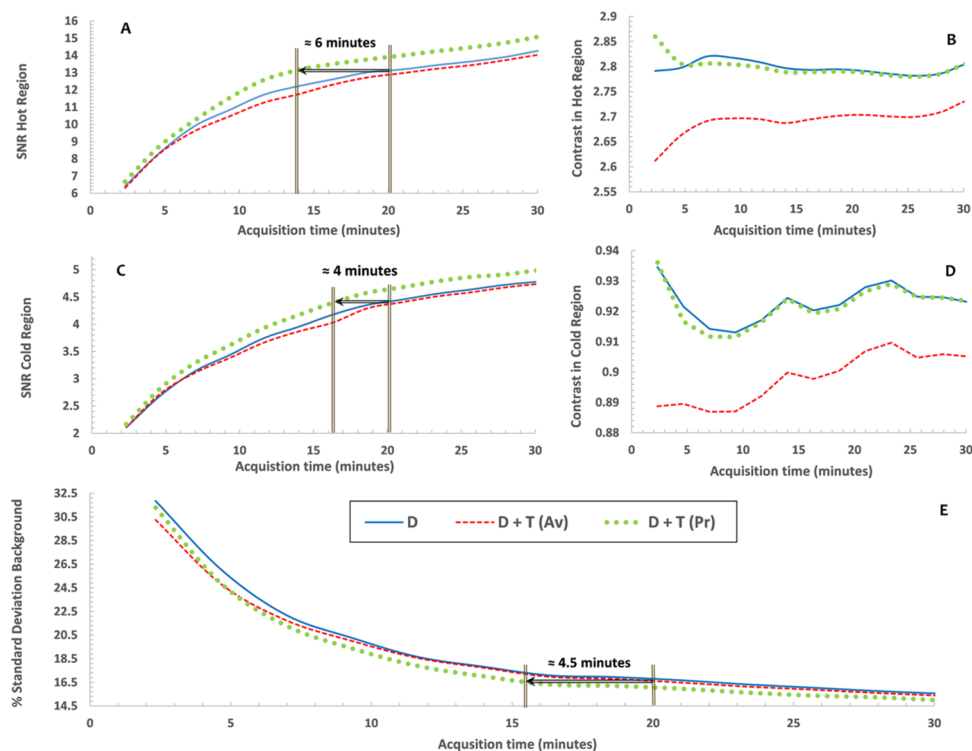 A
≈ 6 minutes
SNR Hot Region
16
15
14
13
12
11
10
9
8
7
6
0 5 10 15 20 25 30
Acquisition time (minutes)
B
Contrast in Hot Region
2.9
2.85
2.8
2.75
2.7
2.65
2.6
2.55
0 5 10 15 20 25 30
Acquisition time (minutes)
C
≈ 4 minutes
SNR Cold Region
5
4.5
4
3.5
3
2.5
2
0 5 10 15 20 25 30
Acquistion time (minutes)
D
Contrast in Cold Region
0.94
0.93
0.92
0.91
0.9
0.89
0.88
0 5 10 15 20 25 30
Acquisition time (minutes)
E
% Standard Deviation Background
32.5
30.5
28.5
26.5
24.5
22.5
20.5
18.5
16.5
14.5
D D + T (Av) D + T (Pr)
≈ 4.5 minutes
0 5 10 15 20 25 30
Acqusition time (minutes)